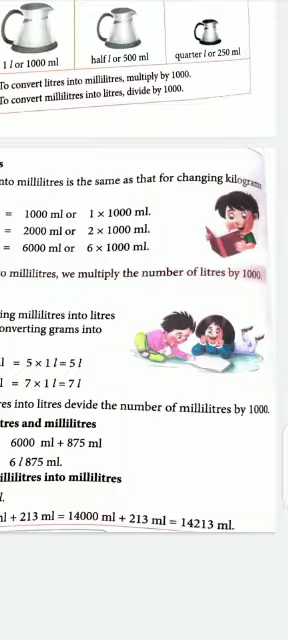 1 l or 1000 ml half l or 500 ml quarter l or 250 ml
To convert litres into millilitres, multiply by 1000.
To convert millilitres into litres, divide by 1000.
s
nto millilitres is the same as that for changing kilograms
= 1000 ml or 1 × 1000 ml.
= 2000 ml or 2 × 1000 ml.
= 6000 ml or 6 × 1000 ml.
o millilitres, we multiply the number of litres by 1000.
ing millilitres into litres
onverting grams into
l = 5 × 1 l = 5 l
l = 7 × 1 l = 7 l
res into litres devide the number of millilitres by 1000.
tres and millilitres
6000 ml + 875 ml
6 l 875 ml.
illilitres into millilitres
l.
ml + 213 ml = 14000 ml + 213 ml = 14213 ml.